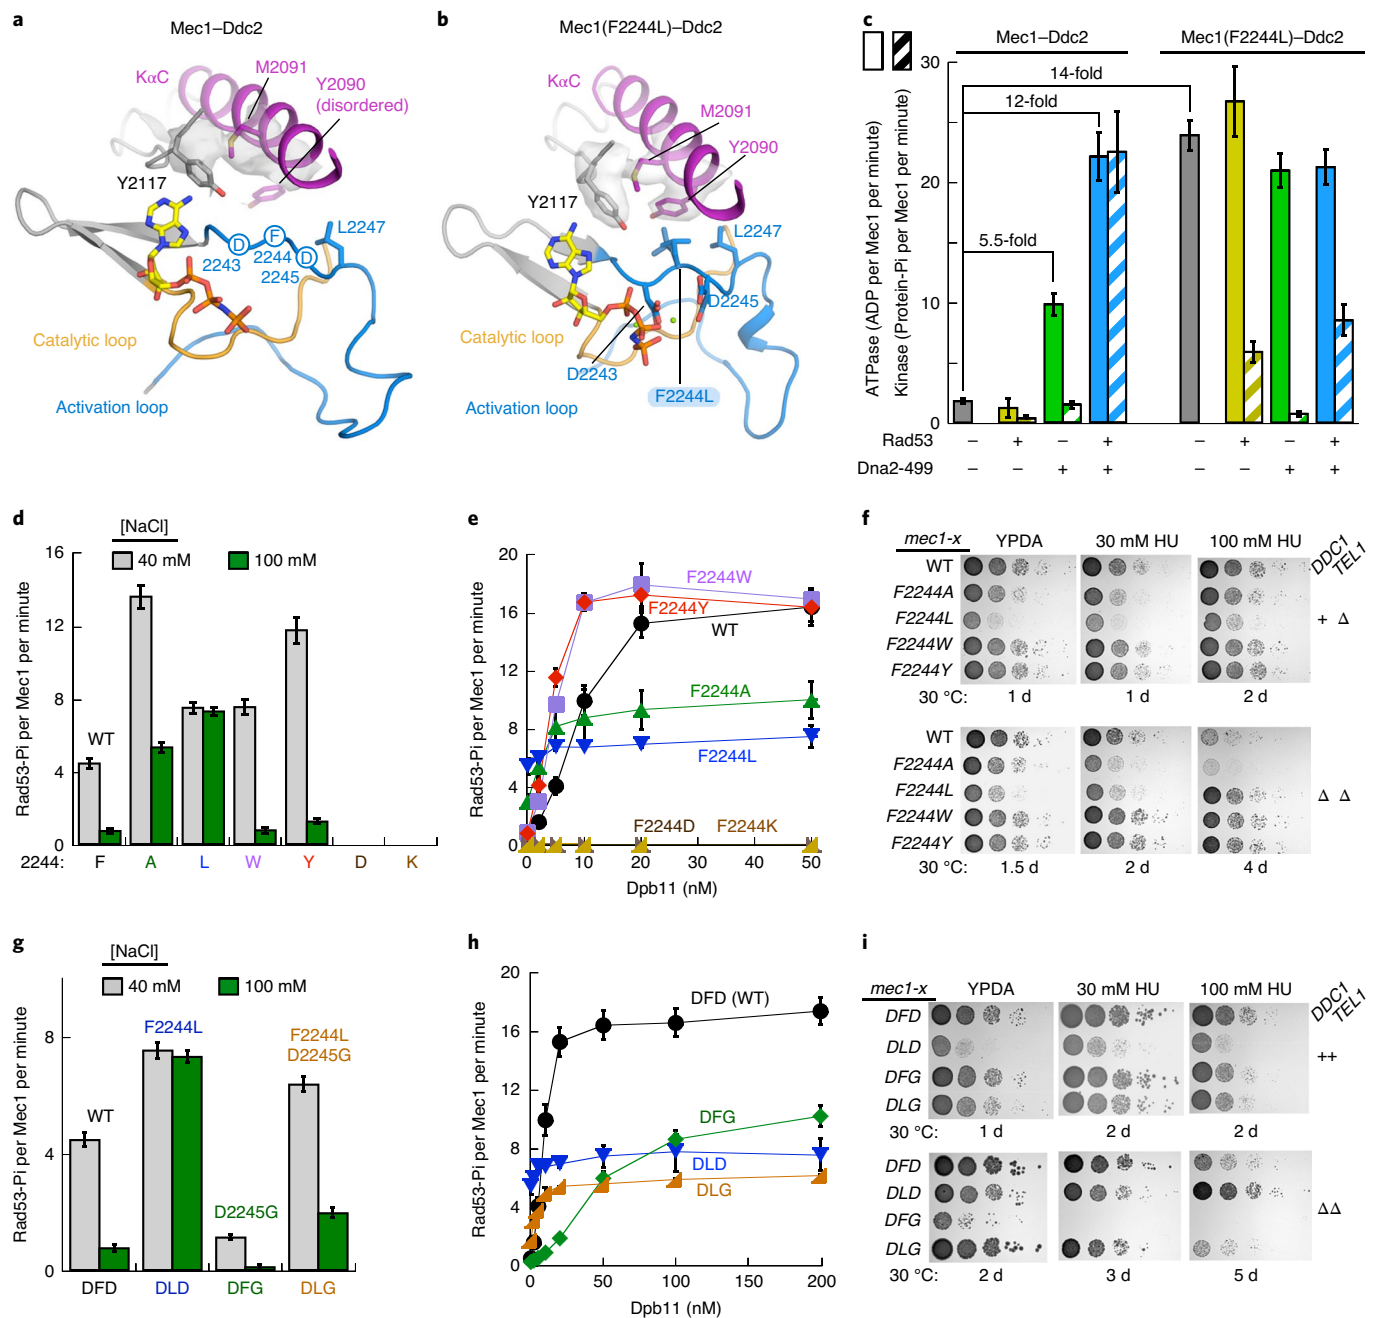 a
Mec1–Ddc2
KαC
M2091
Y2090
(disordered)
Y2117
D
F
D
2243
2244
2245
L2247
Catalytic loop
Activation loop
b
Mec1(F2244L)–Ddc2
KαC
M2091
Y2090
Y2117
L2247
D2245
Catalytic loop
D2243
F2244L
Activation loop
c
Mec1–Ddc2
Mec1(F2244L)–Ddc2
ATPase (ADP per Mec1 per minute)
Kinase (Protein-Pi per Mec1 per minute)
30
20
10
0
14-fold
12-fold
5.5-fold
Rad53 – + – + – + – +
Dna2-499 – – + + – – + +
d
[NaCl]
40 mM 100 mM
Rad53-Pi per Mec1 per minute
16
12
8
4
0
WT
2244: F A L W Y D K
e
Rad53-Pi per Mec1 per minute
20
16
12
8
4
0
F2244W
F2244Y
WT
F2244A
F2244L
F2244D F2244K
0 10 20 30 40 50
Dpb11 (nM)
f
mec1-x YPDA 30 mM HU 100 mM HU
DDC1
TEL1
WT
F2244A
F2244L
F2244W
F2244Y
+ Δ
30 °C: 1 d 1 d 2 d
WT
F2244A
F2244L
F2244W
F2244Y
Δ Δ
30 °C: 1.5 d 2 d 4 d
g
[NaCl]
40 mM 100 mM
Rad53-Pi per Mec1 per minute
8
4
0
WT
F2244L
D2245G
F2244L
D2245G
DFD DLD DFG DLG
h
Rad53-Pi per Mec1 per minute
20
16
12
8
4
0
DFD (WT)
DFG
DLD
DLG
0 50 100 150 200
Dpb11 (nM)
i
mec1-x YPDA 30 mM HU 100 mM HU
DDC1
TEL1
DFD
DLD
DFG
DLG
++
30 °C: 1 d 2 d 2 d
DFD
DLD
DFG
DLG
ΔΔ
30 °C: 2 d 3 d 5 d